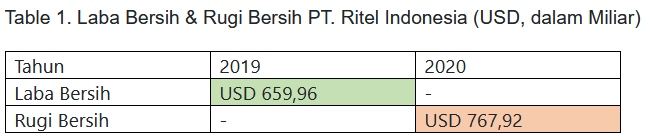 Table 1. Laba Bersih & Rugi Bersih PT. Ritel Indonesia (USD, dalam Miliar)
Tahun 2019 2020
Laba Bersih USD 659,96 -
Rugi Bersih - USD 767,92